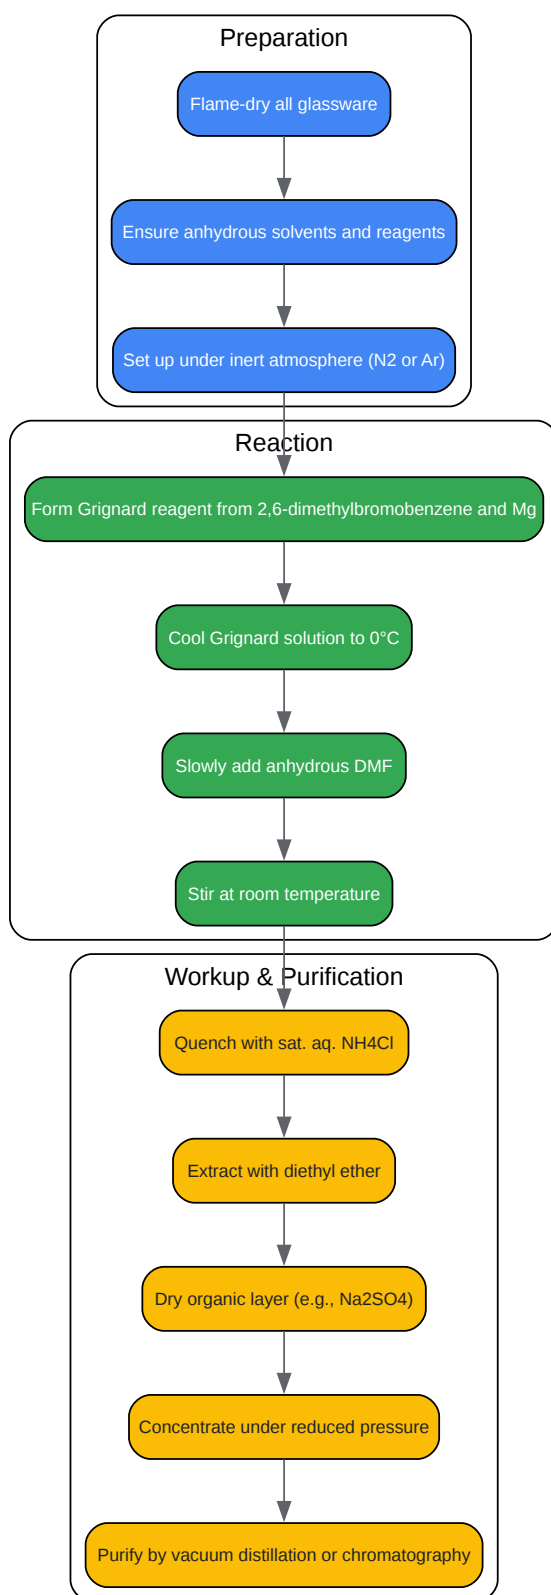 Preparation
Flame-dry all glassware
Ensure anhydrous solvents and reagents
Set up under inert atmosphere (N2 or Ar)
Reaction
Form Grignard reagent from 2,6-dimethylbromobenzene and Mg
Cool Grignard solution to 0°C
Slowly add anhydrous DMF
Stir at room temperature
Workup & Purification
Quench with sat. aq. NH4Cl
Extract with diethyl ether
Dry organic layer (e.g., Na2SO4)
Concentrate under reduced pressure
Purify by vacuum distillation or chromatography